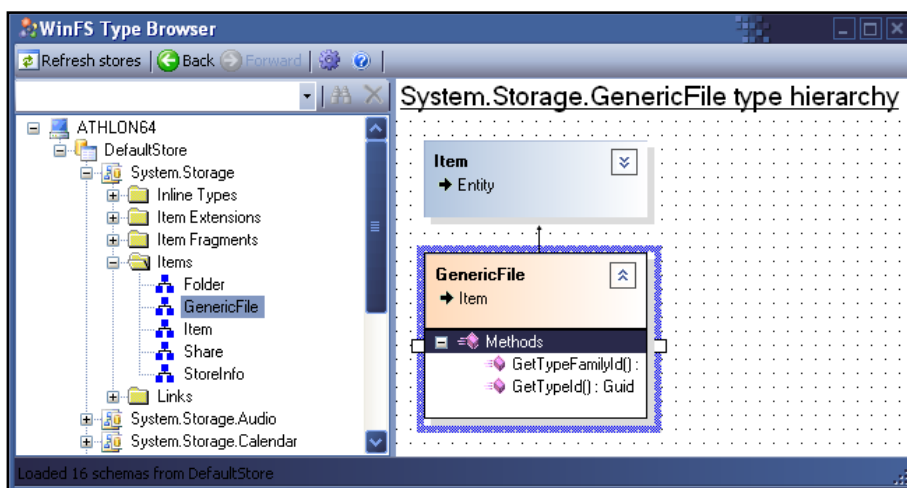 WinFS Type Browser
Refresh stores Back Forward
System.Storage.GenericFile type hierarchy
ATHLON64
DefaultStore
System.Storage
Inline Types
Item Extensions
Item Fragments
Items
Folder
GenericFile
Item
Share
StoreInfo
Links
System.Storage.Audio
System.Storage.Calendar
Item
Entity
GenericFile
Item
Methods
GetTypeFamilyId() :
GetTypeId() : Guid
Loaded 16 schemas from DefaultStore